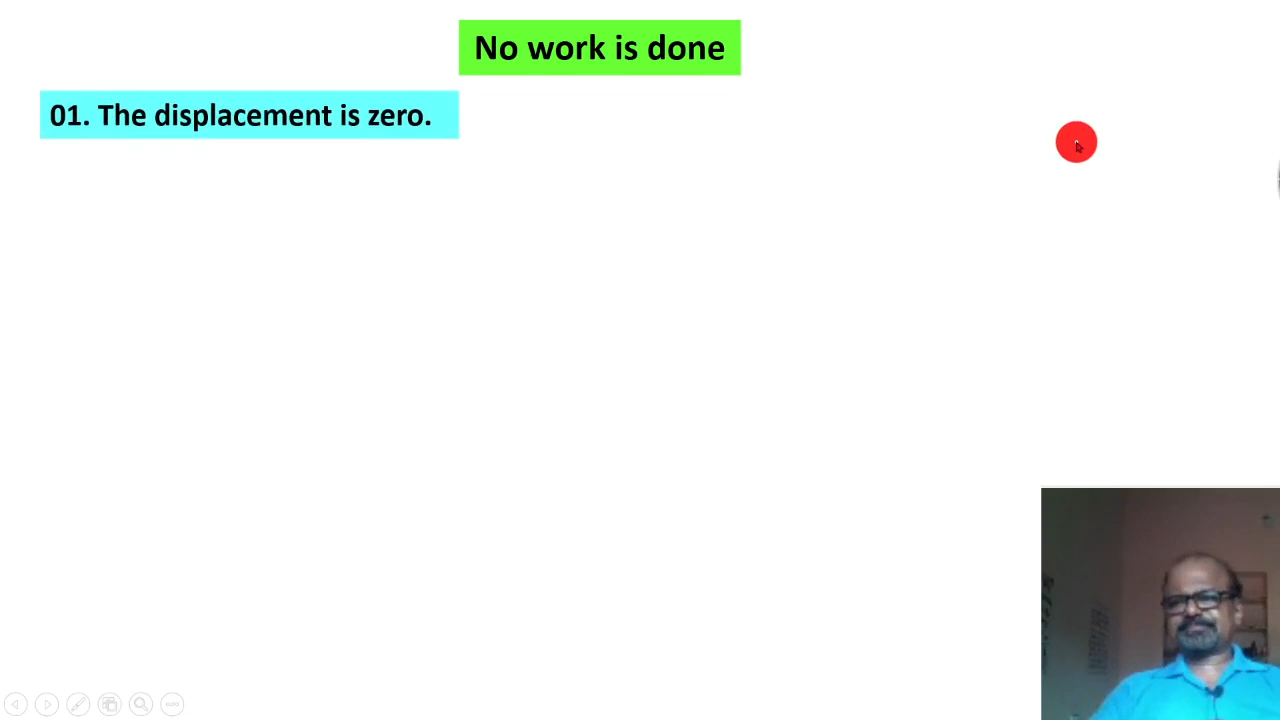 No work is done
01. The displacement is zero.